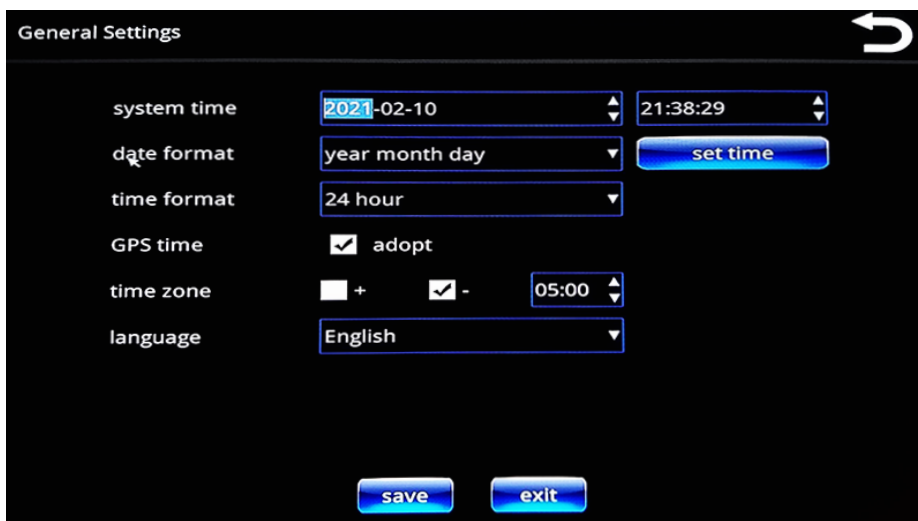 General Settings
system time 2021-02-10 21:38:29
date format year month day set time
time format 24 hour
GPS time adopt
time zone + - 05:00
language English
save exit